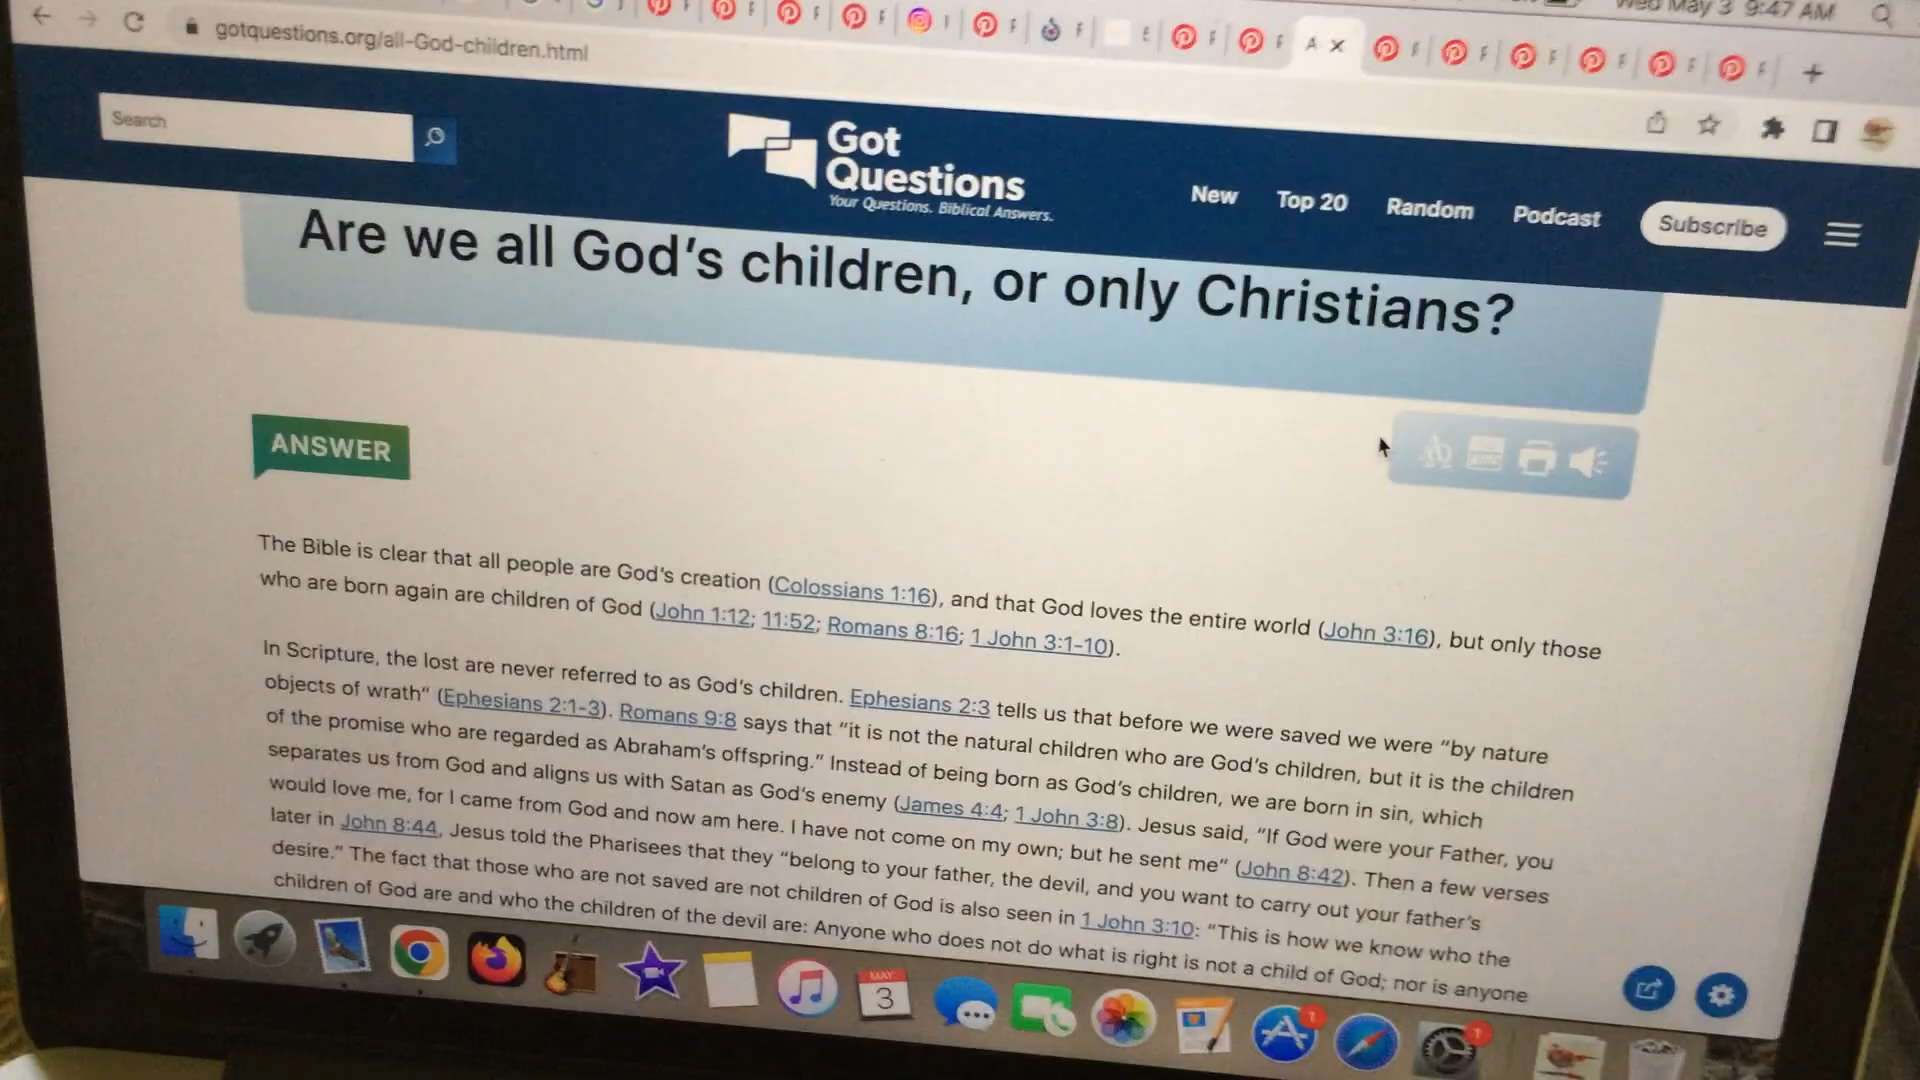 Wed May 3 9:47 AM
gotquestions.org/all-God-children.html
Search
Got
Questions
Your Questions. Biblical Answers.
New
Top 20
Random
Podcast
Subscribe
Are we all God's children, or only Christians?
ANSWER
The Bible is clear that all people are God's creation (Colossians 1:16), and that God loves the entire world (John 3:16), but only those
who are born again are children of God (John 1:12; 11:52; Romans 8:16; 1 John 3:1-10).
In Scripture, the lost are never referred to as God's children. Ephesians 2:3 tells us that before we were saved we were “by nature
objects of wrath” (Ephesians 2:1-3). Romans 9:8 says that “it is not the natural children who are God's children, but it is the children
of the promise who are regarded as Abraham's offspring.” Instead of being born as God's children, we are born in sin, which
separates us from God and aligns us with Satan as God's enemy (James 4:4; 1 John 3:8). Jesus said, “If God were your Father, you
would love me, for I came from God and now am here. I have not come on my own; but he sent me” (John 8:42). Then a few verses
later in John 8:44, Jesus told the Pharisees that they “belong to your father, the devil, and you want to carry out your father's
desire.” The fact that those who are not saved are not children of God is also seen in 1 John 3:10: “This is how we know who the
children of God are and who the children of the devil are: Anyone who does not do what is right is not a child of God; nor is anyone
MAY
3
1
1